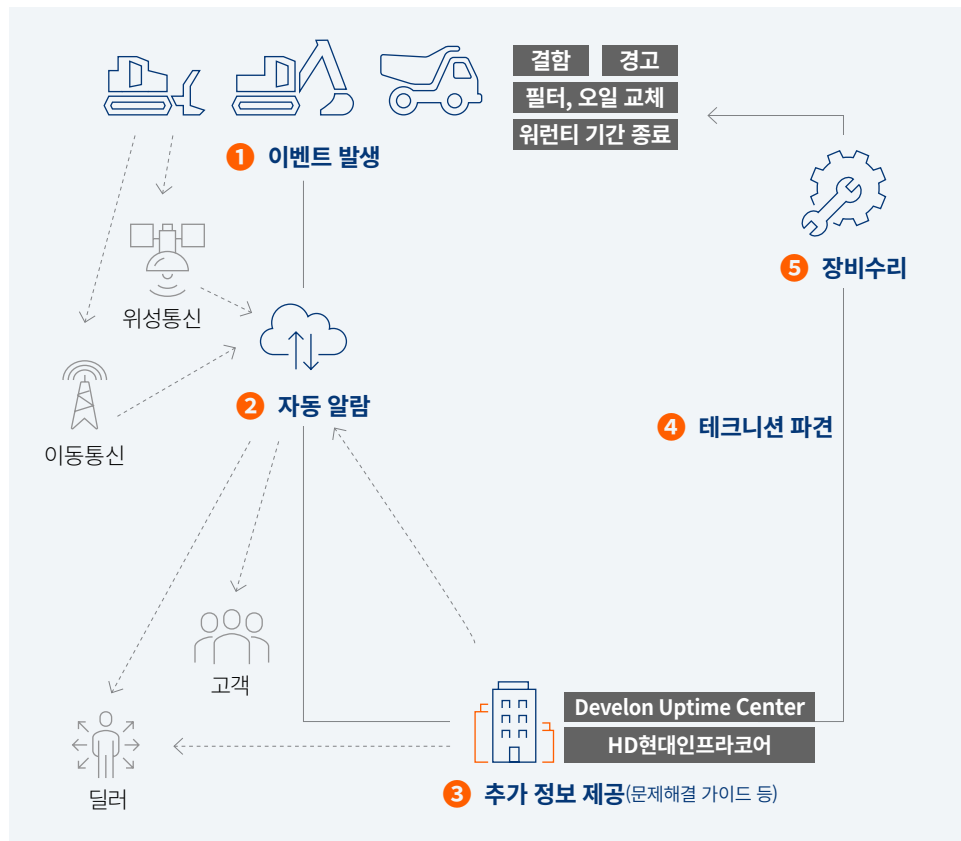 결함
경고
필터, 오일 교체
워런티 기간 종료
1 이벤트 발생
5 장비수리
위성통신
2 자동 알람
4 테크니션 파견
이동통신
고객
Develon Uptime Center
HD현대인프라코어
3 추가 정보 제공(문제해결 가이드 등)
딜러